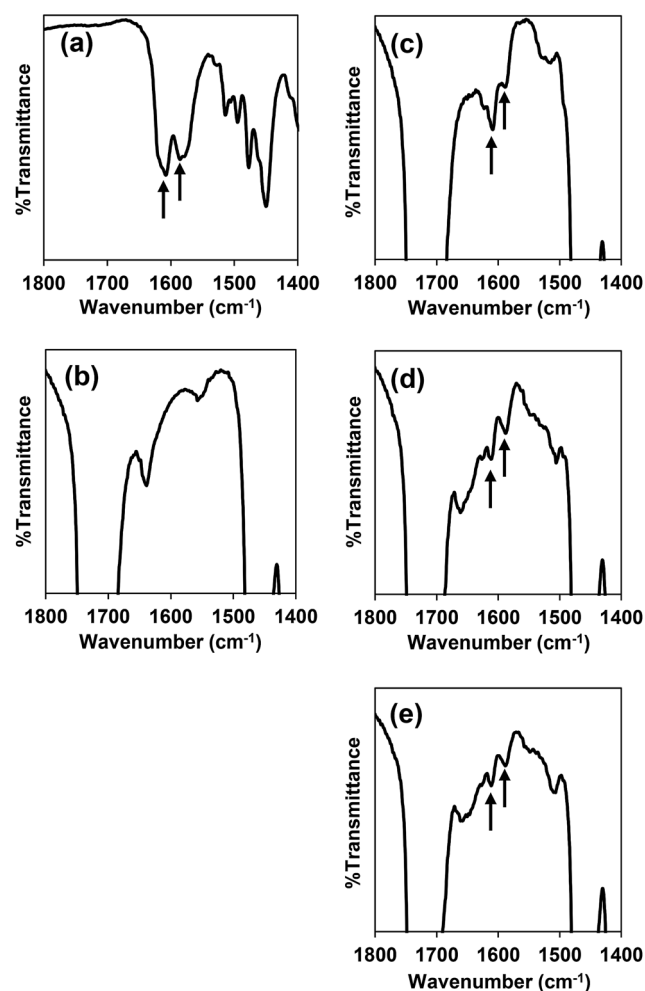 (a)
%Transmittance
1800 1700 1600 1500 1400
Wavenumber (cm-1)
(b)
%Transmittance
1800 1700 1600 1500 1400
Wavenumber (cm-1)
(c)
%Transmittance
1800 1700 1600 1500 1400
Wavenumber (cm-1)
(d)
%Transmittance
1800 1700 1600 1500 1400
Wavenumber (cm-1)
(e)
%Transmittance
1800 1700 1600 1500 1400
Wavenumber (cm-1)